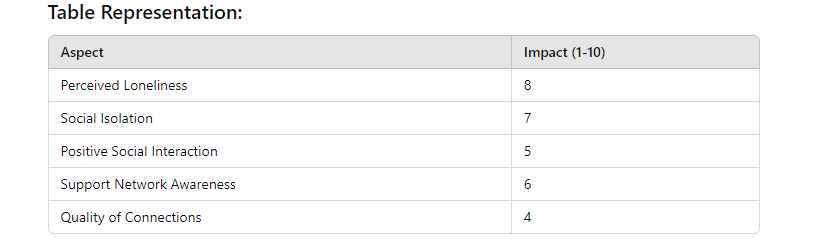 Table Representation:
Aspect Impact (1-10)
Perceived Loneliness 8
Social Isolation 7
Positive Social Interaction 5
Support Network Awareness 6
Quality of Connections 4